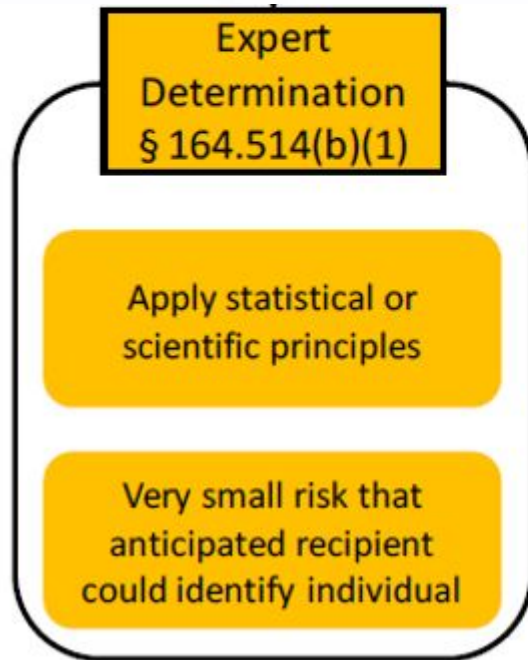 Expert
Determination
§ 164.514(b)(1)
Apply statistical or
scientific principles
Very small risk that
anticipated recipient
could identify individual